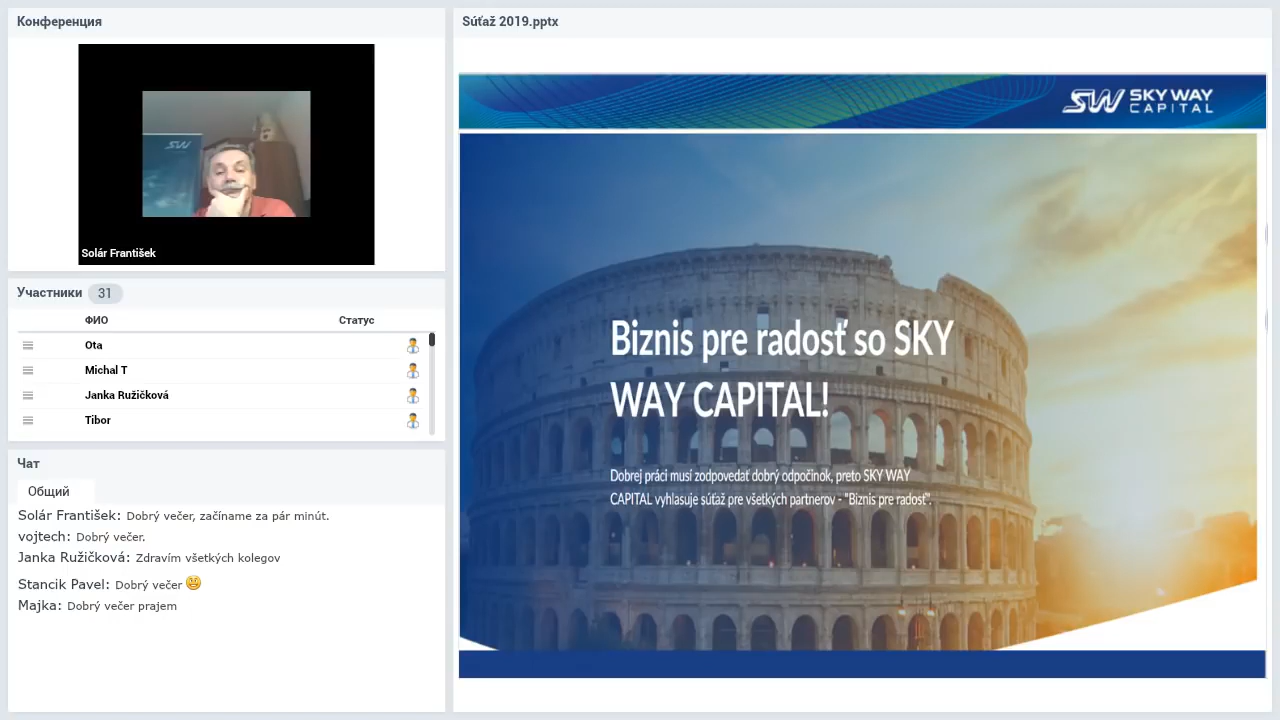 Конференция
Solár František
Участники 31
ФИО Статус
Ota
Michal T
Janka Ružičková
Tibor
Чат
Общий
Solár František: Dobrý večer, začíname za pár minút.
vojtech: Dobrý večer.
Janka Ružičková: Zdravím všetkých kolegov
Stancik Pavel: Dobrý večer
Majka: Dobrý večer prajem
Súťaž 2019.pptx
SW SKY WAY
CAPITAL
Biznis pre radosť so SKY
WAY CAPITAL!
Dobrej práci musí zodpovedať dobrý odpočinok, preto SKY WAY
CAPITAL vyhlasuje súťaž pre všetkých partnerov - "Biznis pre radosť".
SW